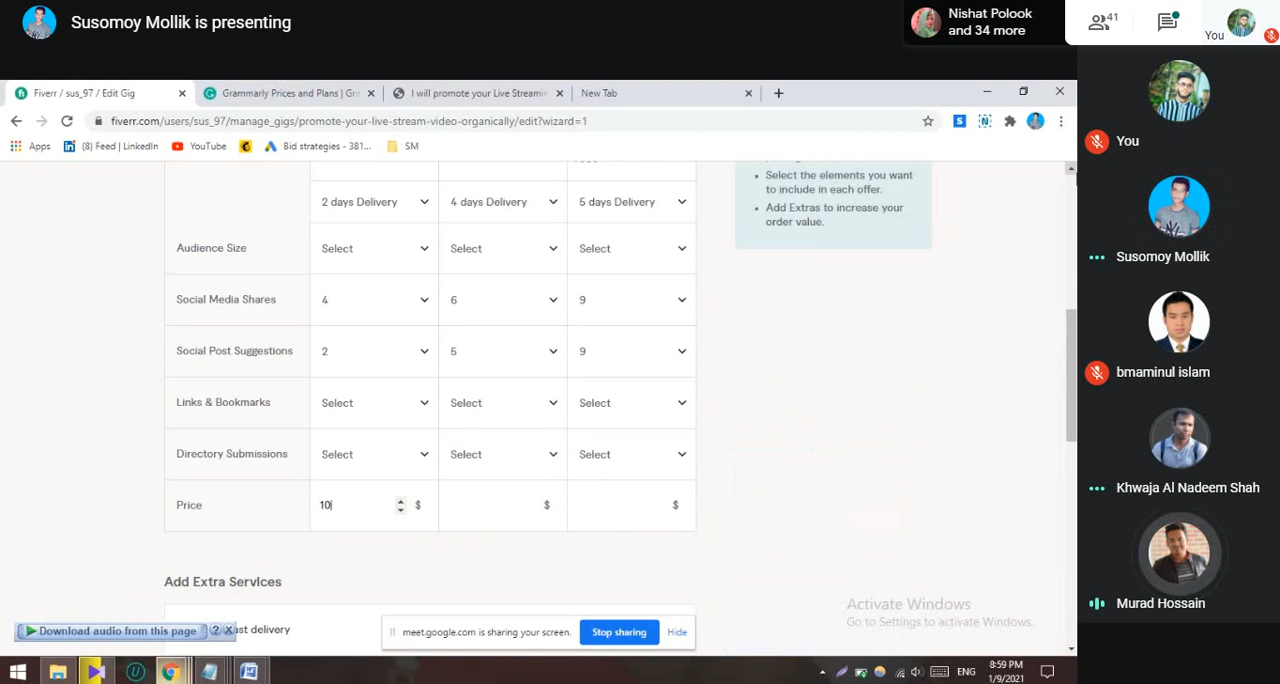 Susomoy Mollik is presenting
Nishat Polook
and 34 more
41
You
Fiverr / sus_97 / Edit Gig
Grammarly Prices and Plans | Gra
I will promote your Live Streamin
New Tab
fiverr.com/users/sus_97/manage_gigs/promote-your-live-stream-video-organically/edit?wizard=1
Apps
(8) Feed | LinkedIn
YouTube
Bid strategies - 381...
SM
Select the elements you want
to include in each offer.
Add Extras to increase your
order value.
2 days Delivery
4 days Delivery
5 days Delivery
Audience Size
Select
Select
Select
Social Media Shares
4
6
9
Social Post Suggestions
2
5
9
Links & Bookmarks
Select
Select
Select
Directory Submissions
Select
Select
Select
Price
10
$
$
$
Add Extra Services
ast delivery
Download audio from this page
?
meet.google.com is sharing your screen.
Stop sharing
Hide
Activate Windows
Go to Settings to activate Windows.
ENG
8:59 PM
1/9/2021
You
Susomoy Mollik
bmaminul islam
Khwaja Al Nadeem Shah
Murad Hossain